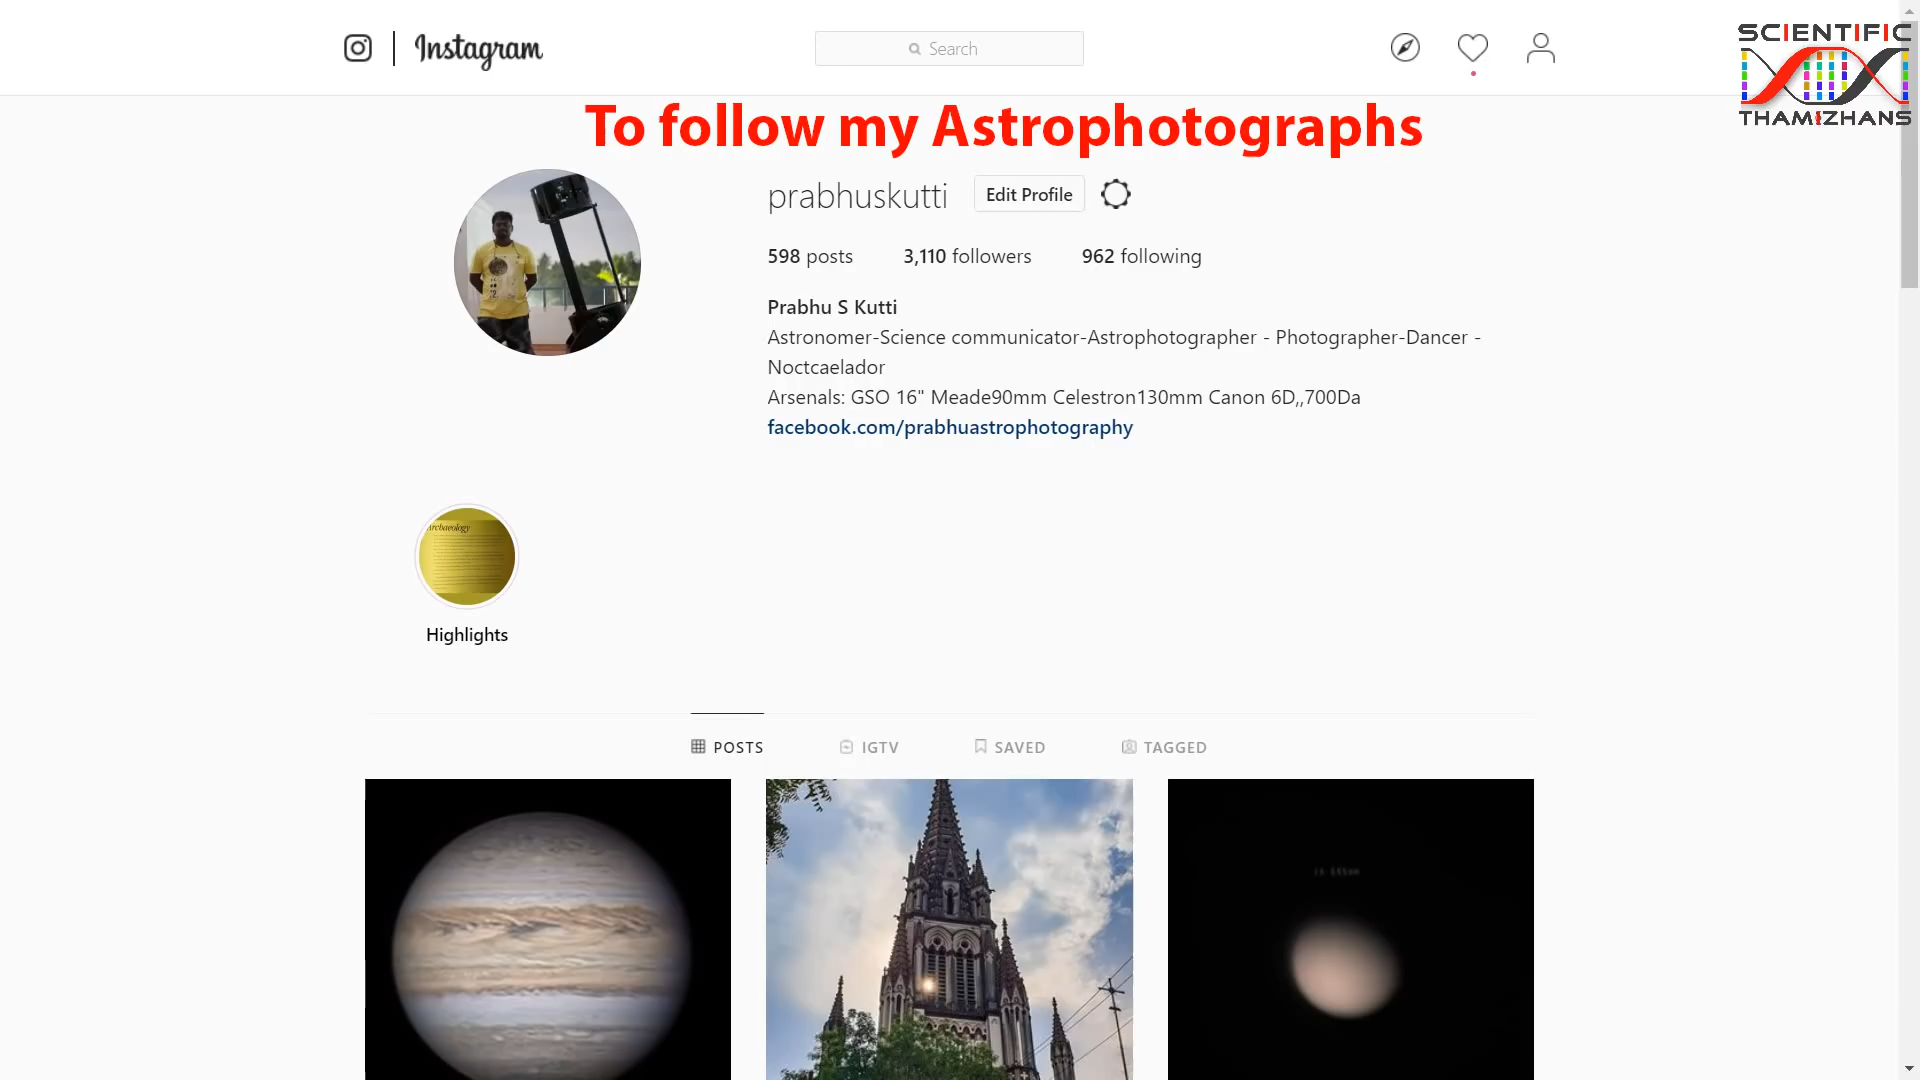 Instagram
Search
SCIENTIFIC
THAMIZHANS
To follow my Astrophotographs
prabhuskutti
Edit Profile
598 posts
3,110 followers
962 following
Prabhu S Kutti
Astronomer-Science communicator-Astrophotographer - Photographer-Dancer -
Noctcaelador
Arsenals: GSO 16" Meade90mm Celestron130mm Canon 6D,,700Da
facebook.com/prabhuastrophotography
Archaeology
Highlights
POSTS
IGTV
SAVED
TAGGED